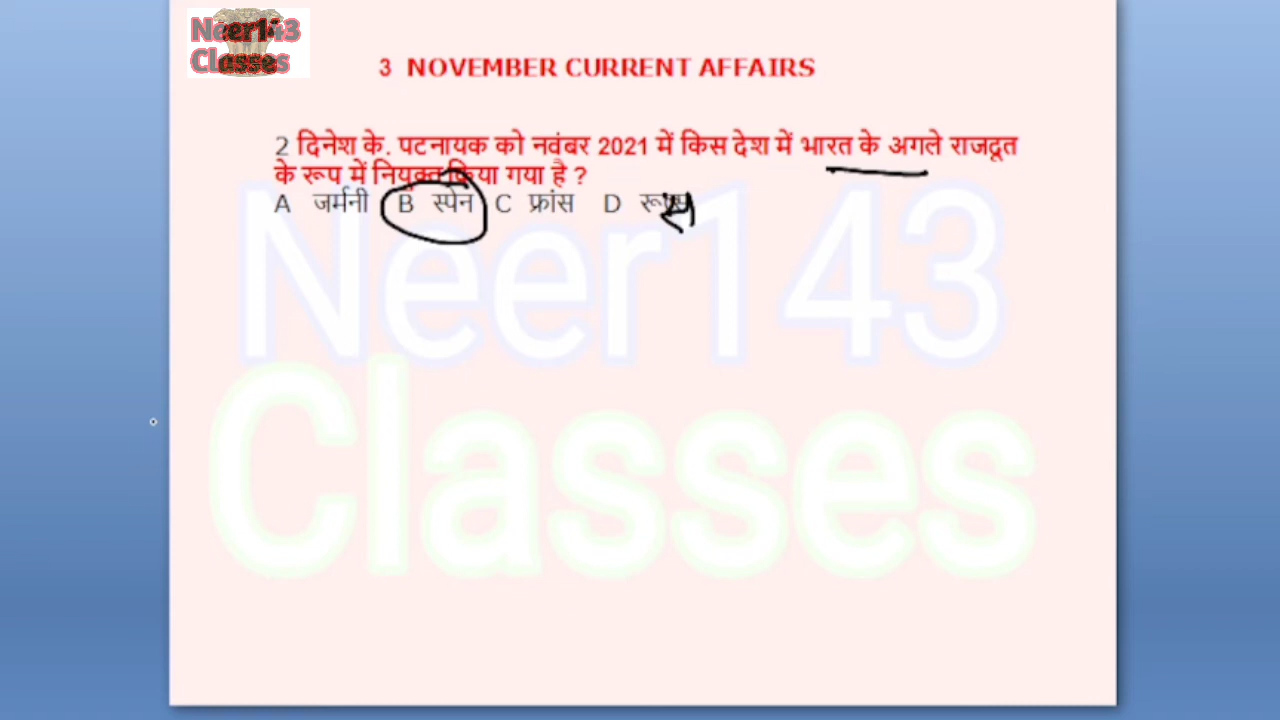 Neer143
Classes
3 NOVEMBER CURRENT AFFAIRS
2 दिनेश के. पटनायक को नवंबर 2021 में किस देश में भारत के अगले राजदूत
के रूप में नियुक्त किया गया है ?
A जर्मनी B स्पेन C फ्रांस D
Neer143
Classes